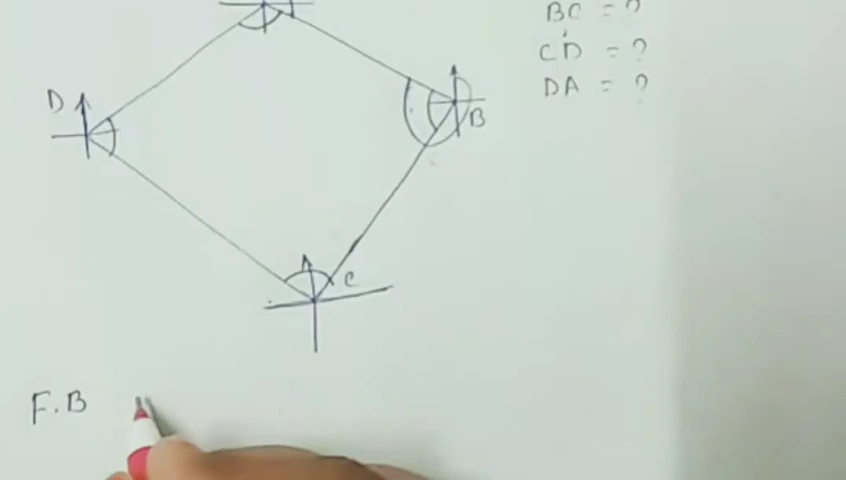 BC = ?
CD = ?
DA = ?
D
B
C
F.B